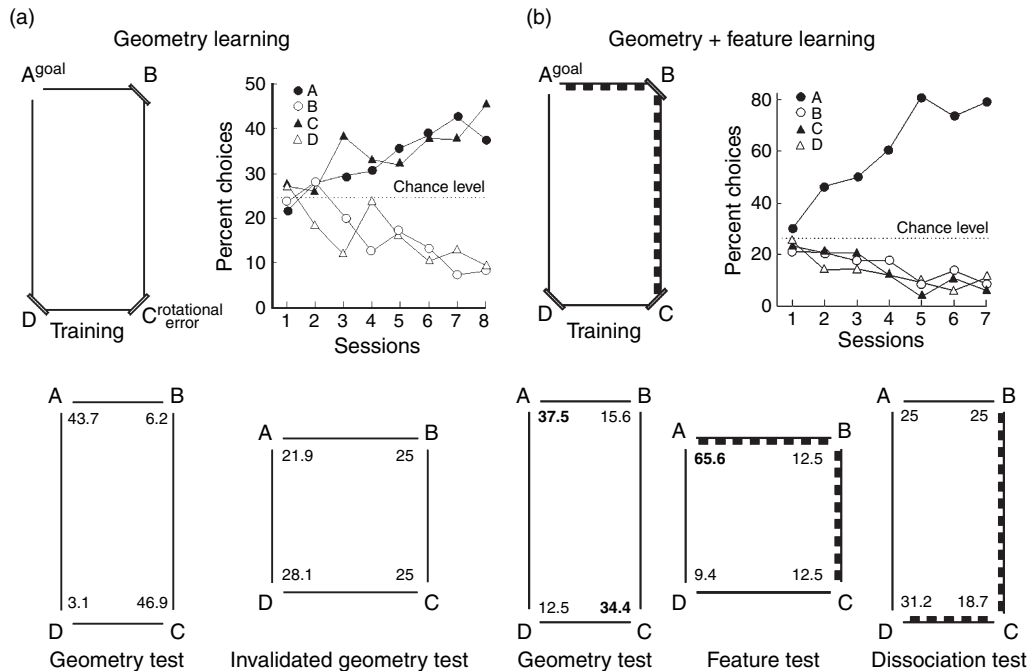 (a)
Geometry learning
A goal
B
D
Training
C rotational error
Percent choices
50
40
30
20
10
0
A
B
C
D
Chance level
1 2 3 4 5 6 7 8
Sessions
(b)
Geometry + feature learning
A goal
B
D
Training
C
Percent choices
80
60
40
20
0
A
B
C
D
Chance level
1 2 3 4 5 6 7
Sessions
A B
43.7 6.2
3.1 46.9
D C
Geometry test
A B
21.9 25
28.1 25
D C
Invalidated geometry test
A B
37.5 15.6
12.5 34.4
D C
Geometry test
A B
65.6 12.5
9.4 12.5
D C
Feature test
A B
25 25
31.2 18.7
D C
Dissociation test